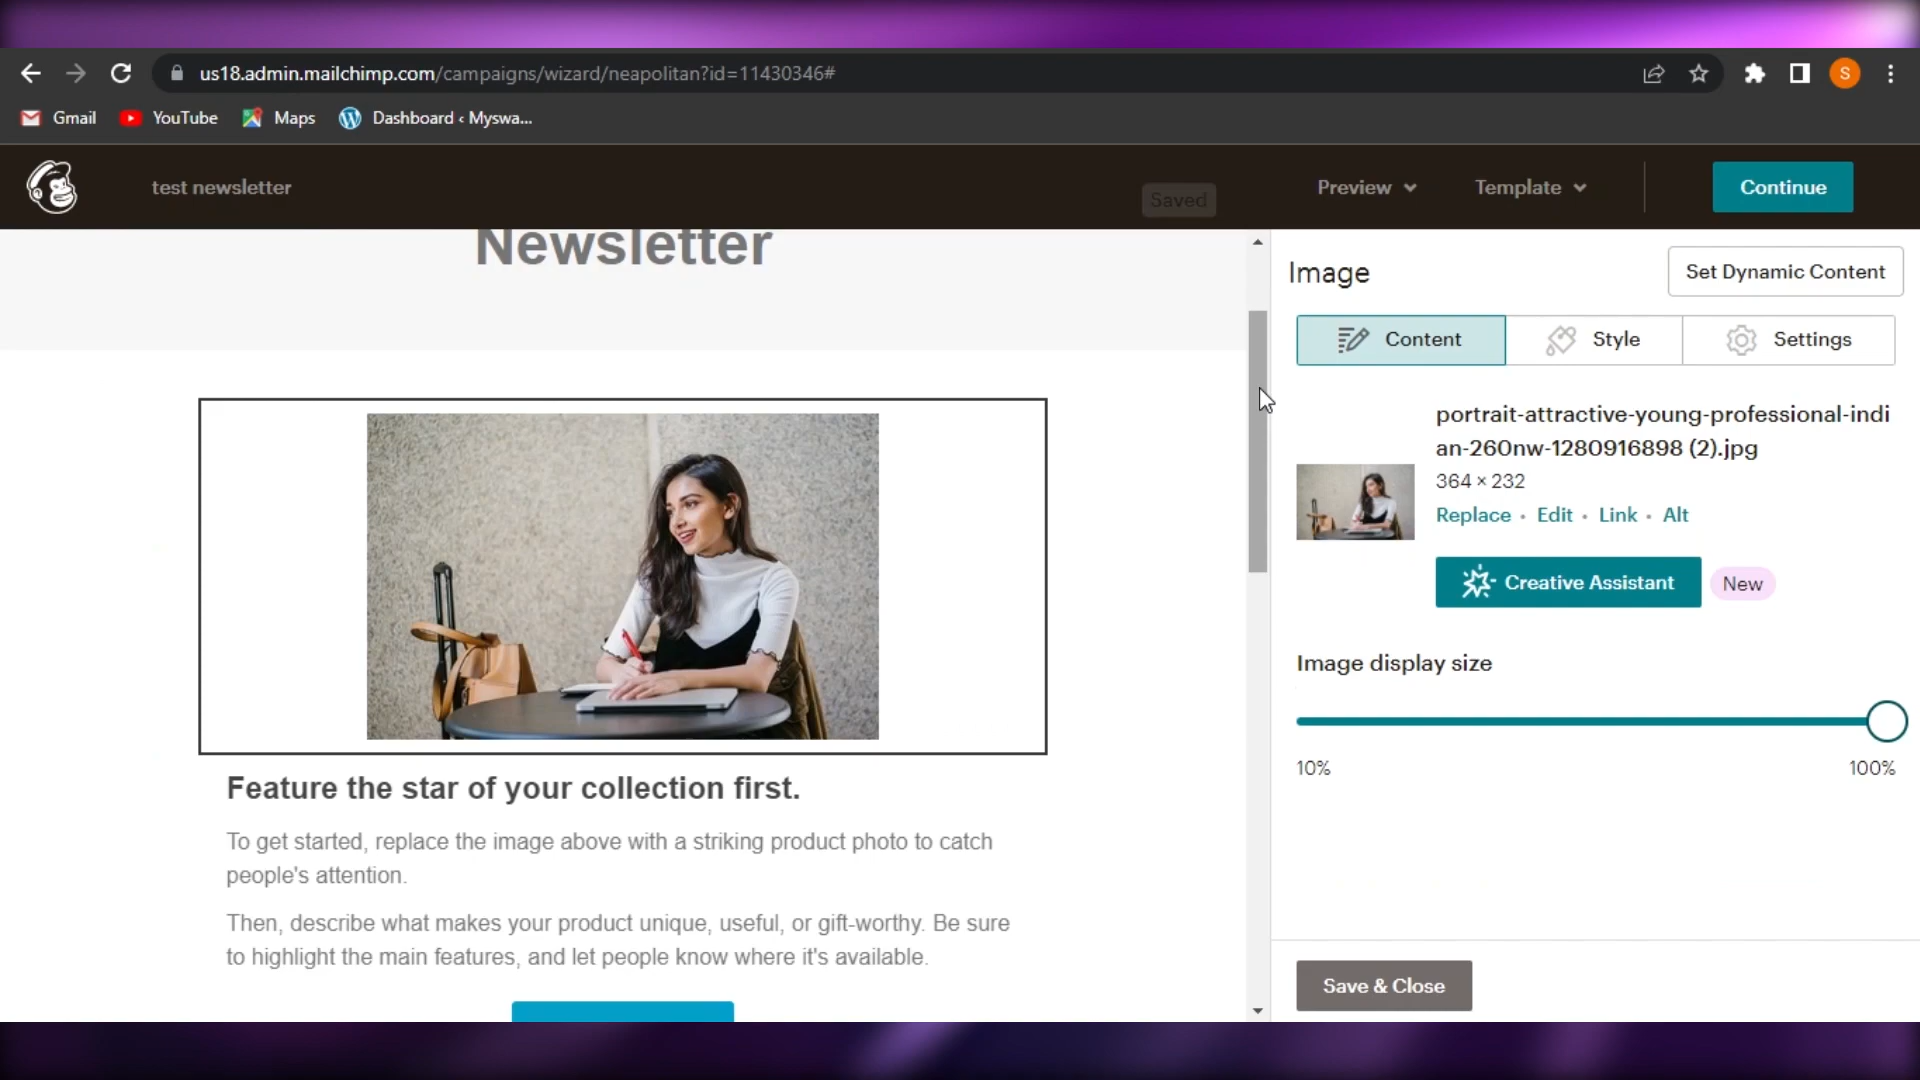 us18.admin.mailchimp.com/campaigns/wizard/neapolitan?id=11430346#
S
Gmail
YouTube
Maps
Dashboard ‹ Myswa...
test newsletter
Saved
Preview
Template
Continue
Newsletter
Image
Set Dynamic Content
Content
Style
Settings
portrait-attractive-young-professional-indi
an-260nw-1280916898 (2).jpg
364 × 232
Replace • Edit • Link • Alt
Creative Assistant
New
Image display size
10%
100%
Feature the star of your collection first.
To get started, replace the image above with a striking product photo to catch
people's attention.
Then, describe what makes your product unique, useful, or gift-worthy. Be sure
to highlight the main features, and let people know where it's available.
Save & Close